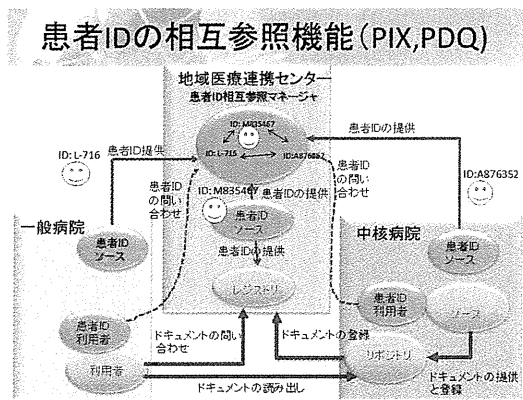 患者IDの相互参照機能(PIX,PDQ)
地域医療連携センター
患者ID相互参照マネージャ
ID: M835467
ID: L-716
ID:A876352
患者ID提供
患者IDの提供
ID: L-716
ID:A876352
患者ID
の問い
合わせ
ID: M835467
患者IDの提供
患者ID
の問い
合わせ
一般病院
患者ID
ソース
患者ID
ソース
中核病院
患者ID
ソース
患者IDの提供
レジストリ
患者ID
利用者
患者ID
利用者
ソース
ドキュメントの問い
合わせ
ドキュメントの登録
リポジトリ
利用者
ドキュメントの読み出し
ドキュメントの提供
と登録